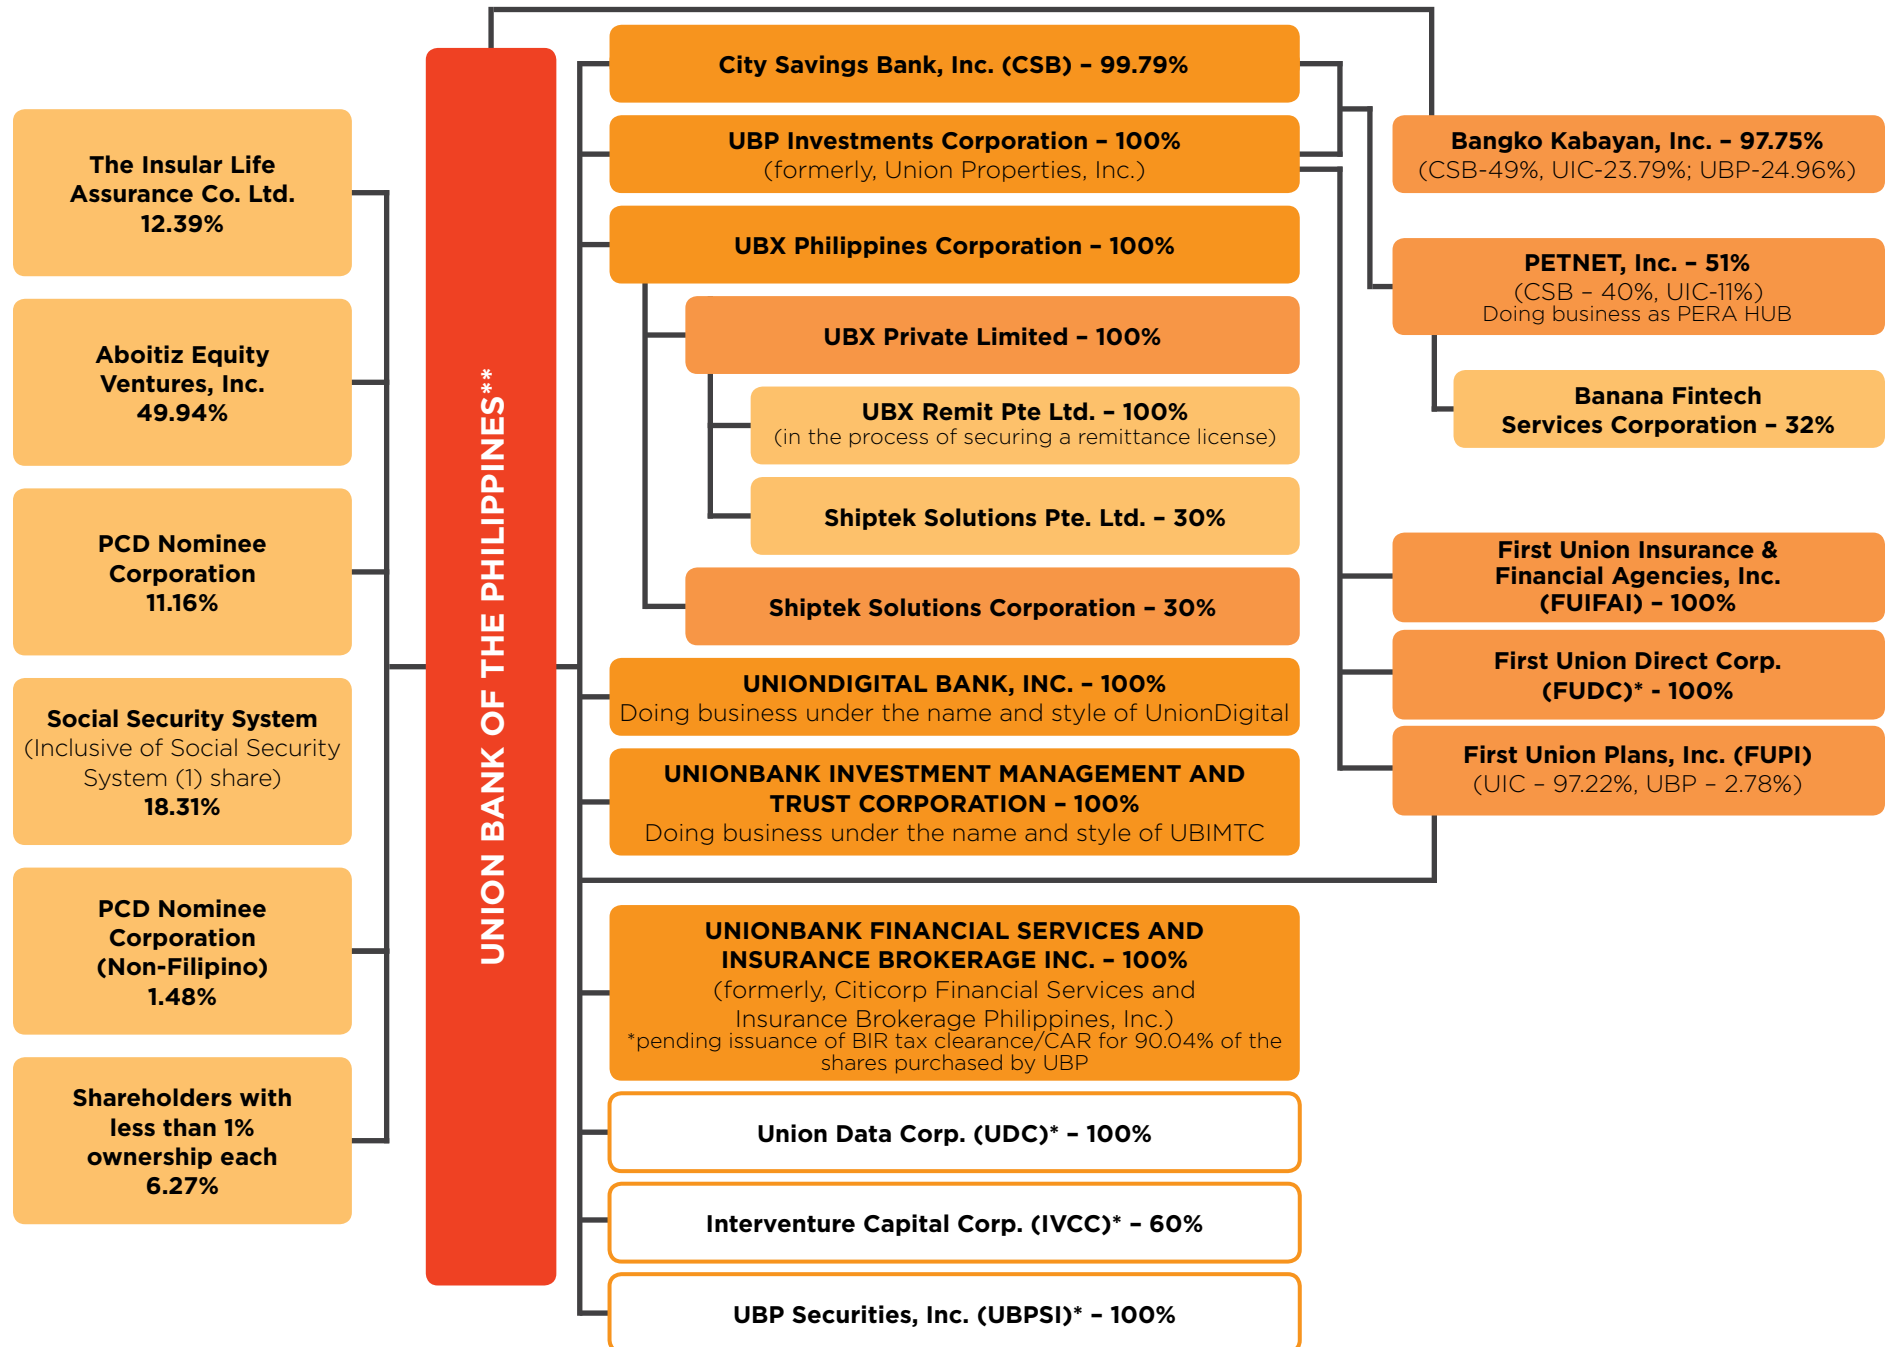 The Insular Life
Assurance Co. Ltd.
12.39%
Aboitiz Equity
Ventures, Inc.
49.94%
PCD Nominee
Corporation
11.16%
Social Security System
(Inclusive of Social Security
System (1) share)
18.31%
PCD Nominee
Corporation
(Non-Filipino)
1.48%
Shareholders with
less than 1%
ownership each
6.27%
UNION BANK OF THE PHILIPPINES**
City Savings Bank, Inc. (CSB) – 99.79%
UBP Investments Corporation – 100%
(formerly, Union Properties, Inc.)
UBX Philippines Corporation – 100%
UBX Private Limited – 100%
UBX Remit Pte Ltd. – 100%
(in the process of securing a remittance license)
Shiptek Solutions Pte. Ltd. – 30%
Shiptek Solutions Corporation – 30%
UNIONDIGITAL BANK, INC. – 100%
Doing business under the name and style of UnionDigital
UNIONBANK INVESTMENT MANAGEMENT AND
TRUST CORPORATION – 100%
Doing business under the name and style of UBIMTC
UNIONBANK FINANCIAL SERVICES AND
INSURANCE BROKERAGE INC. – 100%
(formerly, Citicorp Financial Services and
Insurance Brokerage Philippines, Inc.)
*pending issuance of BIR tax clearance/CAR for 90.04% of the
shares purchased by UBP
Union Data Corp. (UDC)* – 100%
Interventure Capital Corp. (IVCC)* – 60%
UBP Securities, Inc. (UBPSI)* – 100%
Bangko Kabayan, Inc. – 97.75%
(CSB-49%, UIC-23.79%; UBP-24.96%)
PETNET, Inc. – 51%
(CSB – 40%, UIC-11%)
Doing business as PERA HUB
Banana Fintech
Services Corporation – 32%
First Union Insurance &
Financial Agencies, Inc.
(FUIFAI) – 100%
First Union Direct Corp.
(FUDC)* - 100%
First Union Plans, Inc. (FUPI)
(UIC – 97.22%, UBP – 2.78%)